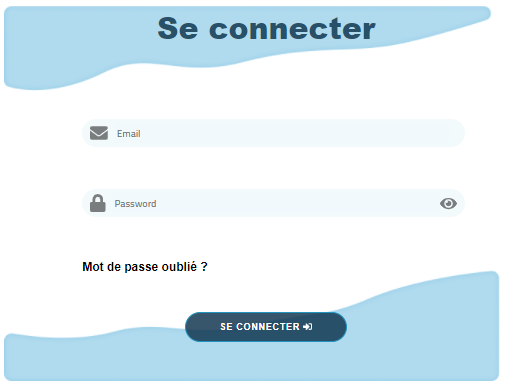 Se connecter
Email
Password
Mot de passe oublié ?
SE CONNECTER